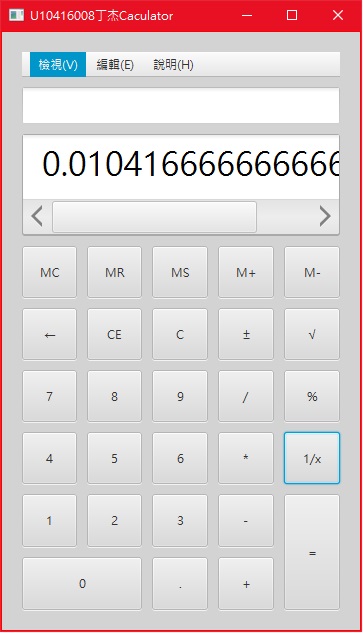 U10416008丁杰Caculator
檢視(V) 編輯(E) 說明(H)
0.0104166666666666
MC MR MS M+ M-
← CE C ± √
7 8 9 / %
4 5 6 * 1/x
1 2 3 - =
0 . +